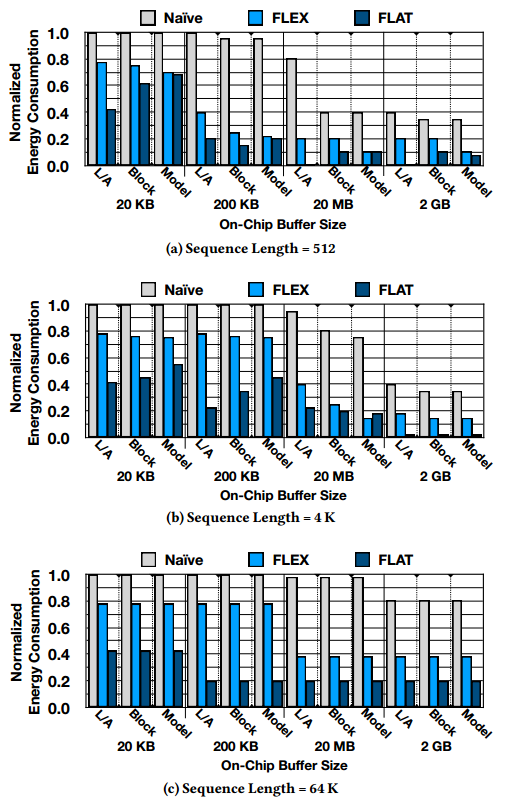 Naïve FLEX FLAT
Normalized
Energy Consumption
1.0
0.8
0.6
0.4
0.2
0.0
L/A Block Model L/A Block Model L/A Block Model L/A Block Model
20 KB 200 KB 20 MB 2 GB
On-Chip Buffer Size
(a) Sequence Length = 512
Naïve FLEX FLAT
Normalized
Energy Consumption
1.0
0.8
0.6
0.4
0.2
0.0
L/A Block Model L/A Block Model L/A Block Model L/A Block Model
20 KB 200 KB 20 MB 2 GB
On-Chip Buffer Size
(b) Sequence Length = 4 K
Naïve FLEX FLAT
Normalized
Energy Consumption
1.0
0.8
0.6
0.4
0.2
0.0
L/A Block Model L/A Block Model L/A Block Model L/A Block Model
20 KB 200 KB 20 MB 2 GB
On-Chip Buffer Size
(c) Sequence Length = 64 K